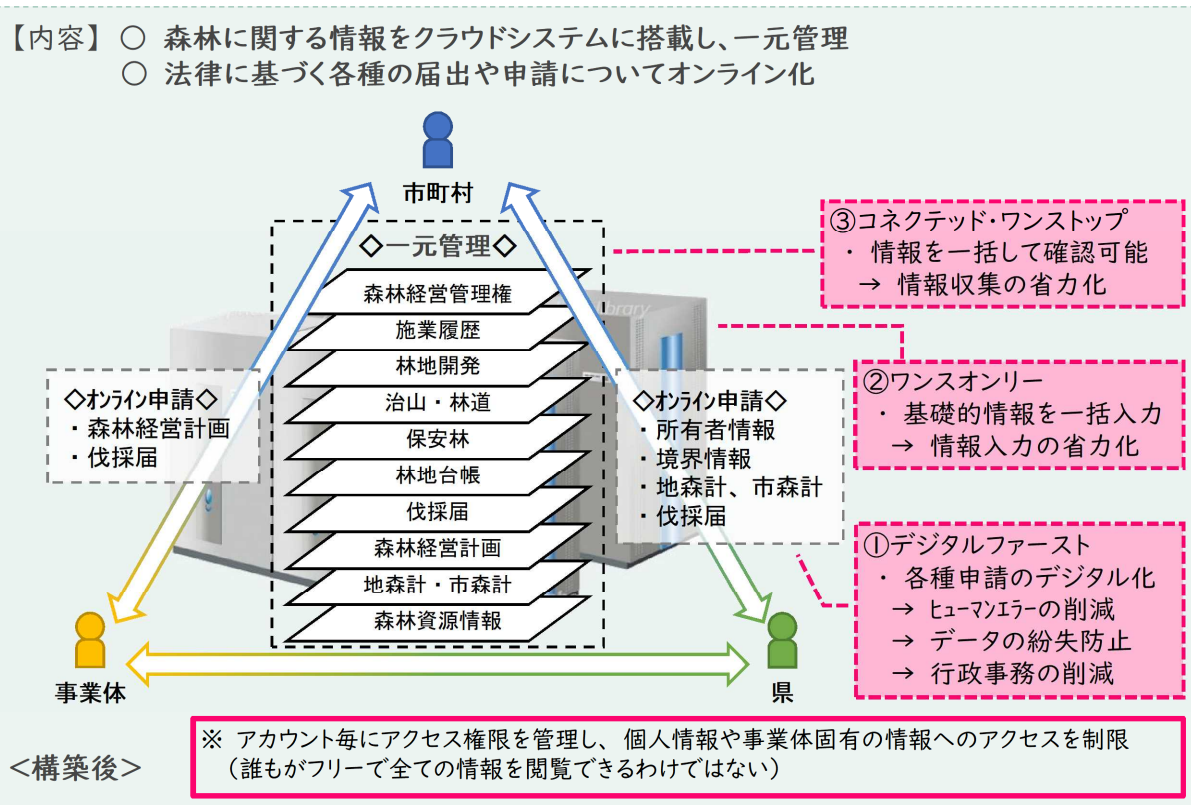 【内容】○ 森林に関する情報をクラウドシステムに搭載し、一元管理
○ 法律に基づく各種の届出や申請についてオンライン化
市町村
◇一元管理◇
森林経営管理権
施業履歴
林地開発
治山・林道
保安林
林地台帳
伐採届
森林経営計画
地森計・市森計
森林資源情報
◇オンライン申請◇
・森林経営計画
・伐採届
◇オンライン申請◇
・所有者情報
・境界情報
・地森計、市森計
・伐採届
③コネクテッド・ワンストップ
・ 情報を一括して確認可能
→ 情報収集の省力化
②ワンスオンリー
・ 基礎的情報を一括入力
→ 情報入力の省力化
①デジタルファースト
・ 各種申請のデジタル化
→ ヒューマンエラーの削減
→ データの紛失防止
→ 行政事務の削減
事業体
県
<構築後>
※ アカウント毎にアクセス権限を管理し、個人情報や事業体固有の情報へのアクセスを制限
（誰もがフリーで全ての情報を閲覧できるわけではない）